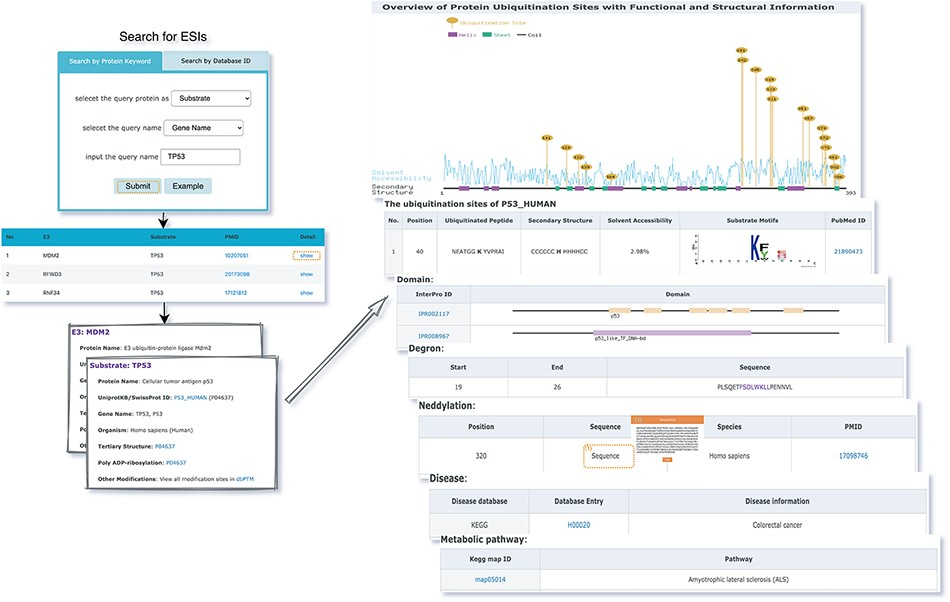 Search for ESIs
Search by Protein Keyword
Search by Database ID
selecet the query protein as
Substrate
selecet the query name
Gene Name
input the query name
TP53
Submit
Example
No E3 Substrate PMID Detail
1 MDM2 TP53 10207051 show
2 RFWD3 TP53 20173098 show
3 RNF34 TP53 17121812 show
E3: MDM2
Protein Name: E3 ubiquitin-protein ligase Mdm2
Substrate: TP53
Protein Name: Cellular tumor antigen p53
UniprotKB/SwissProt ID: P53_HUMAN (P04637)
Gene Name: TP53, P53
Organism: Homo sapiens (Human)
Tertiary Structure: P04637
Poly ADP-ribosylation: P04637
Other Modifications: View all modification sites in dbPTM
Overview of Protein Ubiquitination Sites with Functional and Structural Information
Ubiquitination Site
Helix Sheet Coil
Solvent
Accessibility
Secondary
Structure
1
393
The ubiquitination sites of P53_HUMAN
No. Position Ubiquitinated Peptide Secondary Structure Solvent Accessibility Substrate Motifs PubMed ID
1 40 NEATGG K YVPRAI CCCCCC H HHHHCC 2.98% 21890473
Domain:
InterPro ID Domain
IPR002117 p53
IPR008967 p53_like_TF_DNA-bd
Degron:
Start End Sequence
19 26 PLSQETFSDLWKLLPENNVL
Neddylation:
Position Sequence Species PMID
320 Sequence Homo sapiens 17098746
Disease:
Disease database Database Entry Disease information
KEGG H00020 Colorectal cancer
Metabolic pathway:
Kegg map ID Pathway
map05014 Amyotrophic lateral sclerosis (ALS)